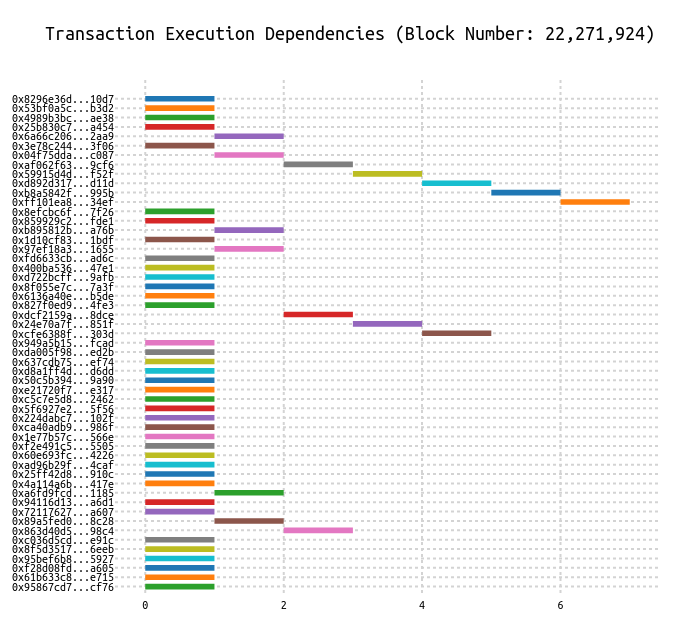 Transaction Execution Dependencies (Block Number: 22,271,924)
0x8296e36d...10d7
0x53bf0a5c...b3d2
0x4989b3bc...ae38
0x25b830c7...a454
0x6a66c206...2aa9
0x3e78c244...3f06
0x04f75dda...c087
0xaf062f63...9cf6
0x59915d4d...f52f
0xd892d317...d11d
0xb8a5842f...995b
0xff101ea8...34ef
0x8efcbc6f...7f26
0x859929c2...fde1
0xb895812b...a76b
0x1d10cf83...1bdf
0x97ef18a3...1655
0xfd6633cb...ad6c
0x400ba536...47e1
0xd722bcff...9afb
0x8f055e7c...7a3f
0x6136a40e...b5de
0x827f0ed9...4fe3
0xdcf2159a...8dce
0x24e70a7f...851f
0xcfe6388f...303d
0x949a5b15...fcad
0xda005f98...ed2b
0x637cdb75...ef74
0xd8a1ff4d...d6dd
0x50c5b394...9a90
0xe21720f7...e317
0xc5c7e5d8...2462
0x5f6927e2...5f56
0x224dabc7...102f
0xca40adb9...986f
0x1e77b57c...566e
0xf2e491c5...5505
0x60e693fc...4226
0xad96b29f...4caf
0x25ff42d8...910c
0x4a114a6b...417e
0xa6fd9fcd...1185
0x94116d13...a6d1
0x72117627...a607
0x89a5fed0...8c28
0x863d40d5...98c4
0xc036d5cd...e91c
0x8f5d3517...6eeb
0x95bef6b8...5927
0xf28d08fd...a605
0x61b633c8...e715
0x95867cd7...cf76
0 2 4 6